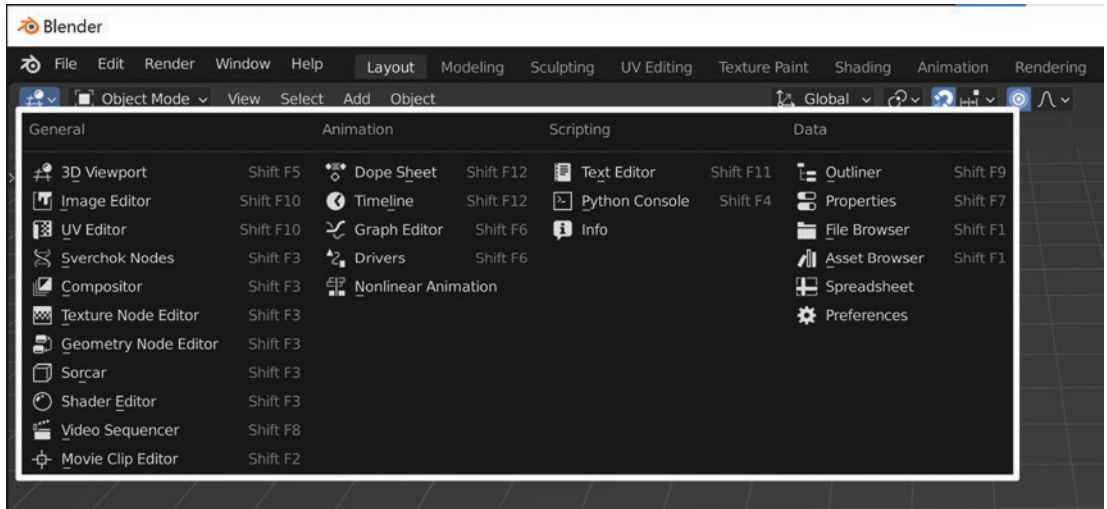 Blender
File Edit Render Window Help Layout Modeling Sculpting UV Editing Texture Paint Shading Animation Rendering
Object Mode View Select Add Object Global
General Animation Scripting Data
3D Viewport Shift F5 Dope Sheet Shift F12 Text Editor Shift F11 Outliner Shift F9
Image Editor Shift F10 Timeline Shift F12 Python Console Shift F4 Properties Shift F7
UV Editor Shift F10 Graph Editor Shift F6 Info File Browser Shift F1
Sverchok Nodes Shift F3 Drivers Shift F6 Asset Browser Shift F1
Compositor Shift F3 Nonlinear Animation Spreadsheet
Texture Node Editor Shift F3 Preferences
Geometry Node Editor Shift F3
Sorcar Shift F3
Shader Editor Shift F3
Video Sequencer Shift F8
Movie Clip Editor Shift F2